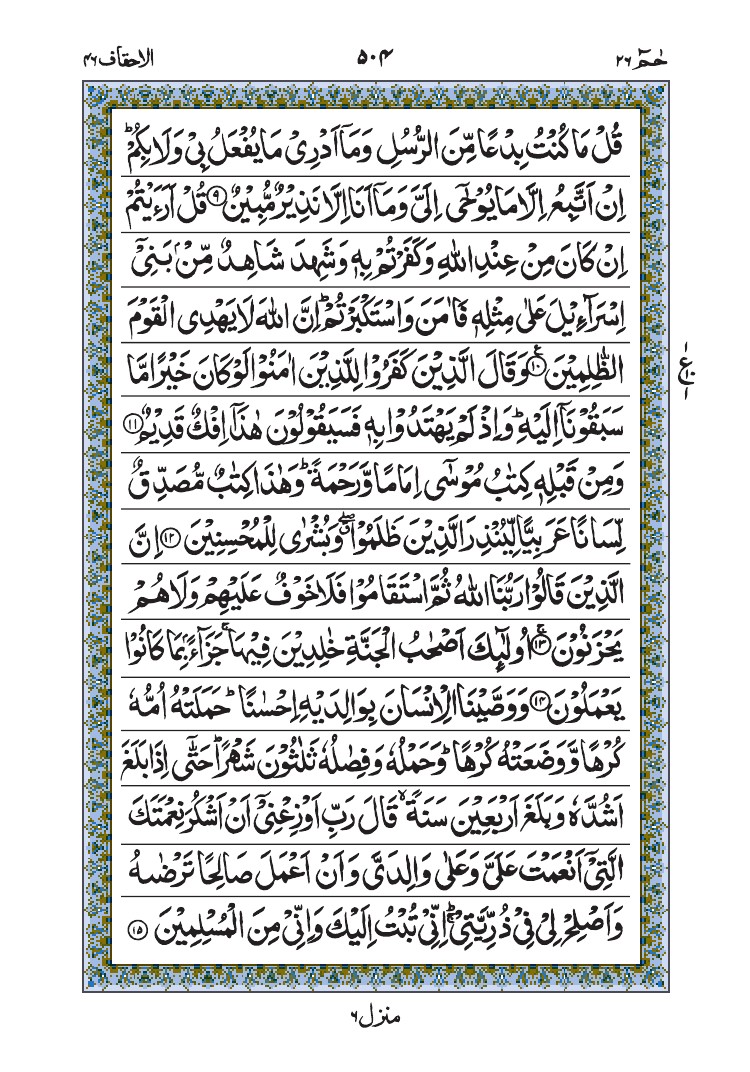 حٰمٓ ۲۶
۵۰۴
الاحقاف ۴۶
قُلْ مَا كُنْتُ بِدْعًا مِّنَ الرُّسُلِ وَمَاۤ اَدْرِیْ مَا یُفْعَلُ بِیْ وَلَا بِكُمْ ؕ
اِنْ اَتَّبِعُ اِلَّا مَا یُوْحٰۤی اِلَیَّ وَمَاۤ اَنَا اِلَّا نَذِیْرٌ مُّبِیْنٌ ۹ قُلْ اَرَءَیْتُمْ
اِنْ كَانَ مِنْ عِنْدِ اللّٰهِ وَكَفَرْتُمْ بِهٖ وَشَهِدَ شَاهِدٌ مِّنْۢ بَنِیْۤ
اِسْرَآءِیْلَ عَلٰی مِثْلِهٖ فَاٰمَنَ وَاسْتَكْبَرْتُمْ ؕ اِنَّ اللّٰهَ لَا یَهْدِی الْقَوْمَ
الظّٰلِمِیْنَ ۱۰ ع وَقَالَ الَّذِیْنَ كَفَرُوْا لِلَّذِیْنَ اٰمَنُوْا لَوْ كَانَ خَیْرًا مَّا
سَبَقُوْنَاۤ اِلَیْهِ ؕ وَاِذْ لَمْ یَهْتَدُوْا بِهٖ فَسَیَقُوْلُوْنَ هٰذَاۤ اِفْكٌ قَدِیْمٌ ۱۱
وَمِنْ قَبْلِهٖ كِتٰبُ مُوْسٰۤی اِمَامًا وَّرَحْمَةً ؕ وَهٰذَا كِتٰبٌ مُّصَدِّقٌ
لِّسَانًا عَرَبِیًّا لِّیُنْذِرَ الَّذِیْنَ ظَلَمُوْا ۖ وَبُشْرٰی لِلْمُحْسِنِیْنَ ۱۲ اِنَّ
الَّذِیْنَ قَالُوْا رَبُّنَا اللّٰهُ ثُمَّ اسْتَقَامُوْا فَلَا خَوْفٌ عَلَیْهِمْ وَلَا هُمْ
یَحْزَنُوْنَ ۱۳ اُولٰٓئِكَ اَصْحٰبُ الْجَنَّةِ خٰلِدِیْنَ فِیْهَا ۚ جَزَآءًۢ بِمَا كَانُوْا
یَعْمَلُوْنَ ۱۴ وَوَصَّیْنَا الْاِنْسَانَ بِوَالِدَیْهِ اِحْسٰنًا ؕ حَمَلَتْهُ اُمُّهٗ
كُرْهًا وَّوَضَعَتْهُ كُرْهًا ؕ وَحَمْلُهٗ وَفِصٰلُهٗ ثَلٰثُوْنَ شَهْرًا ؕ حَتّٰۤی اِذَا بَلَغَ
اَشُدَّهٗ وَبَلَغَ اَرْبَعِیْنَ سَنَةً ۙ قَالَ رَبِّ اَوْزِعْنِیْۤ اَنْ اَشْكُرَ نِعْمَتَكَ
الَّتِیْۤ اَنْعَمْتَ عَلَیَّ وَعَلٰی وَالِدَیَّ وَاَنْ اَعْمَلَ صَالِحًا تَرْضٰىهُ
وَاَصْلِحْ لِیْ فِیْ ذُرِّیَّتِیْ ؕۚ اِنِّیْ تُبْتُ اِلَیْكَ وَاِنِّیْ مِنَ الْمُسْلِمِیْنَ ۱۵
منزل ۶